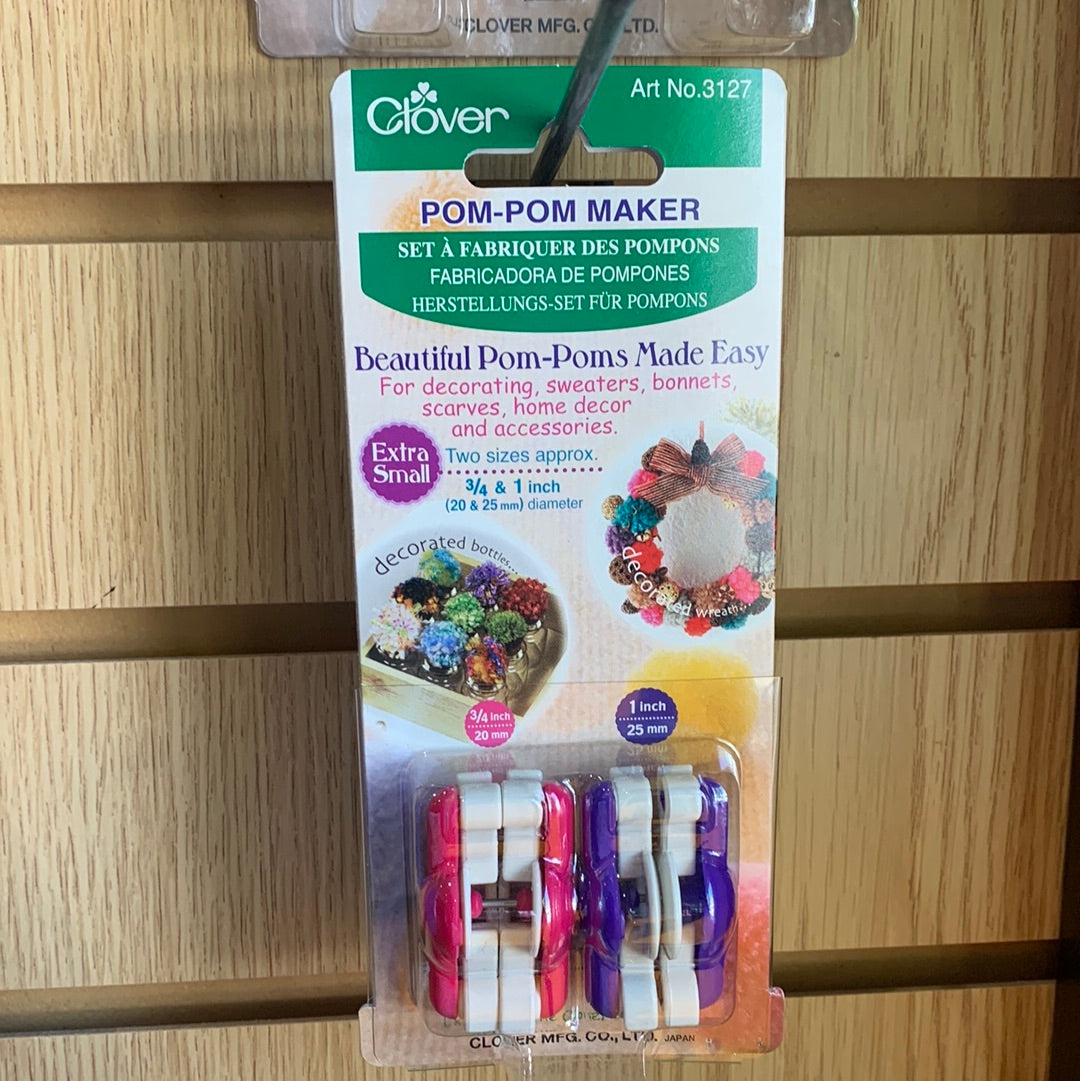 CLOVER MFG. CO., LTD.
Clover
Art No.3127
POM-POM MAKER
SET À FABRIQUER DES POMPONS
FABRICADORA DE POMPONES
HERSTELLUNGS-SET FÜR POMPONS
Beautiful Pom-Poms Made Easy
For decorating, sweaters, bonnets,
scarves, home decor
and accessories.
Extra
Small
Two sizes approx.
3/4 & 1 inch
(20 & 25 mm) diameter
decorated bottles...
decorated wreath...
3/4 inch
20 mm
1 inch
25 mm
CLOVER MFG. CO., LTD. JAPAN